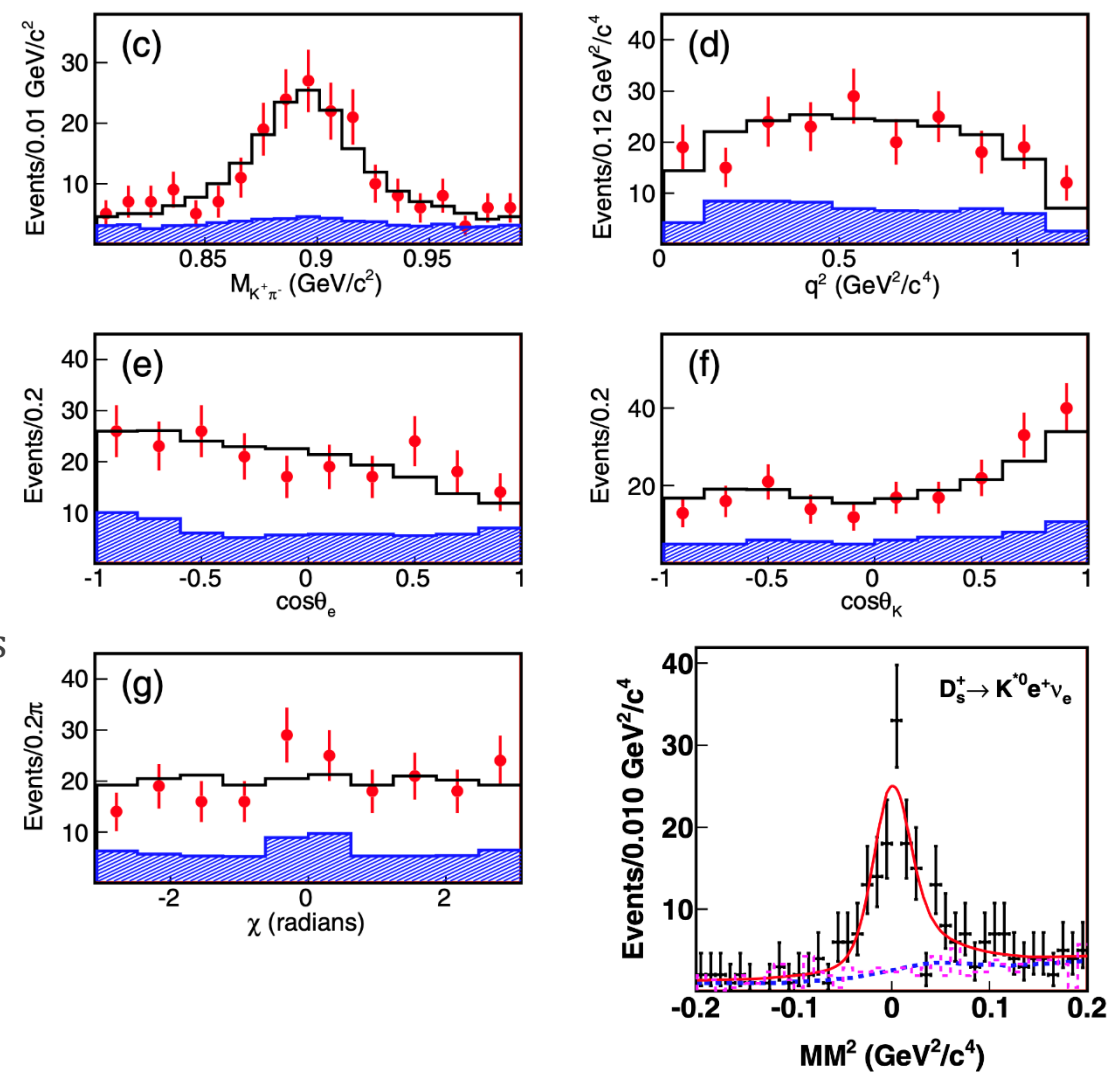 (c)
Events/0.01 GeV/c²
30
20
10
0.85 0.9 0.95
M_{K⁺π⁻} (GeV/c²)
(d)
Events/0.12 GeV²/c⁴
40
30
20
10
0 0.5 1
q² (GeV²/c⁴)
(e)
Events/0.2
40
30
20
10
-1 -0.5 0 0.5 1
cosθ_e
(f)
Events/0.2
40
20
-1 -0.5 0 0.5 1
cosθ_K
s
(g)
Events/0.2π
40
30
20
10
-2 0 2
χ (radians)
D_s⁺→ K*⁰e⁺ν_e
Events/0.010 GeV²/c⁴
40
30
20
10
-0.2 -0.1 0 0.1 0.2
MM² (GeV²/c⁴)